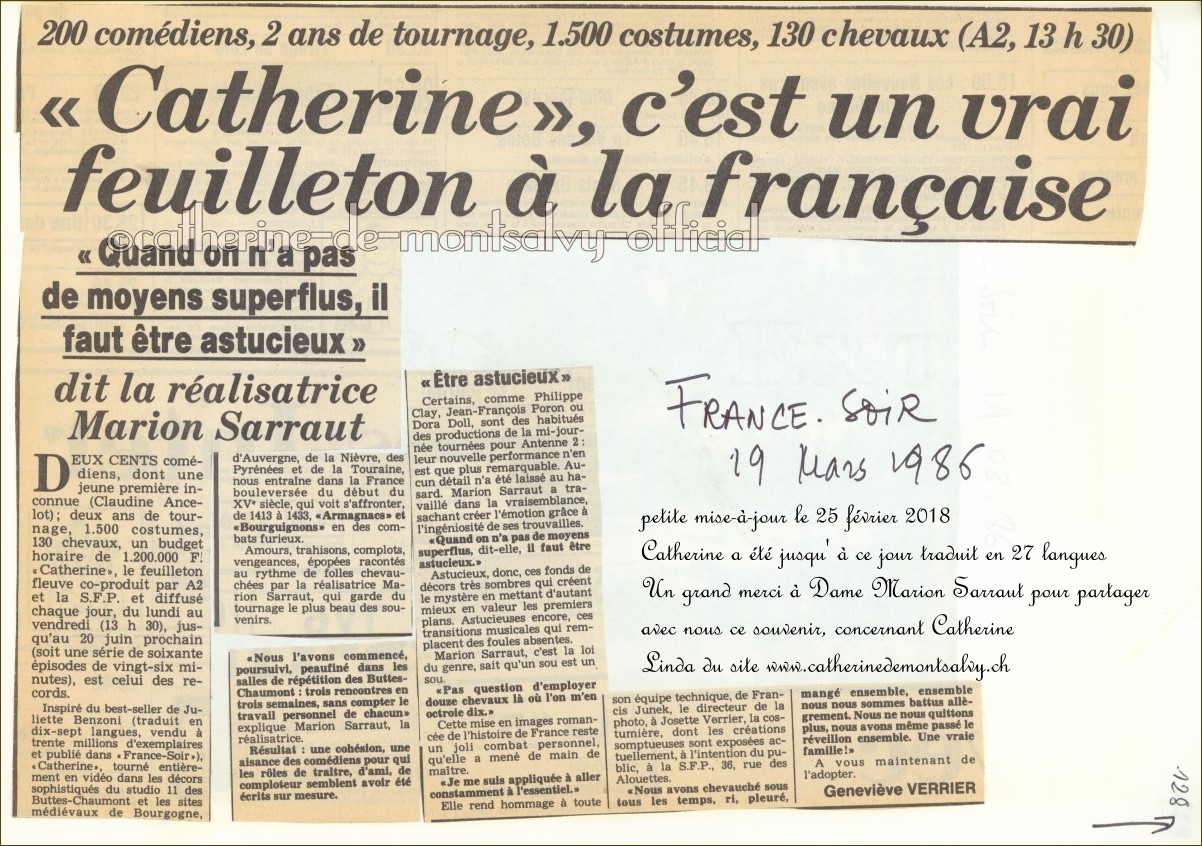 200 comédiens, 2 ans de tournage, 1.500 costumes, 130 chevaux (A2, 13 h 30)
« Catherine », c'est un vrai
feuilleton à la française
©catherine-de-montsalvy-official
« Quand on n'a pas
de moyens superflus, il
faut être astucieux »
dit la réalisatrice
Marion Sarraut
DEUX CENTS comé-
diens, dont une
jeune première in-
connue (Claudine Ance-
lot) ; deux ans de tour-
nage, 1.500 costumes,
130 chevaux, un budget
horaire de 1.200.000 F.
«Catherine», le feuilleton
fleuve co-produit par A2
et la S.F.P. et diffusé
chaque jour, du lundi au
vendredi (13 h 30), jus-
qu'au 20 juin prochain
(soit une série de soixante
épisodes de vingt-six mi-
nutes), est celui des re-
cords.
Inspiré du best-seller de Ju-
liette Benzoni (traduit en
dix-sept langues, vendu à
trente millions d'exemplaires
et publié dans «France-Soir»),
«Catherine», tourné entière-
ment en vidéo dans les décors
sophistiqués du studio 11 des
Buttes-Chaumont et les sites
médiévaux de Bourgogne,
d'Auvergne, de la Nièvre, des
Pyrénées et de la Touraine,
nous entraîne dans la France
bouleversée du début du
XVe siècle, qui voit s'affronter,
de 1413 à 1433, «Armagnacs» et
«Bourguignons» en des com-
bats furieux.
Amours, trahisons, complots,
vengeances, épopées racontés
au rythme de folles chevau-
chées par la réalisatrice Ma-
rion Sarraut, qui garde du
tournage le plus beau des sou-
venirs.
«Nous l'avons commencé,
poursuivi, peaufiné dans les
salles de répétition des Buttes-
Chaumont : trois rencontres en
trois semaines, sans compter le
travail personnel de chacun»
explique Marion Sarraut, la
réalisatrice.
Résultat : une cohésion, une
aisance des comédiens pour qui
les rôles de traître, d'ami, de
comploteur semblent avoir été
écrits sur mesure.
«Être astucieux»
Certains, comme Philippe
Clay, Jean-François Poron ou
Dora Doll, sont des habitués
des productions de la mi-jour-
née tournées pour Antenne 2 :
leur nouvelle performance n'en
est que plus remarquable. Au-
cun détail n'a été laissé au ha-
sard. Marion Sarraut a tra-
vaillé dans la vraisemblance,
sachant créer l'émotion grâce à
l'ingéniosité de ses trouvailles.
«Quand on n'a pas de moyens
superflus, dit-elle, il faut être
astucieux.»
Astucieux, donc, ces fonds de
décors très sombres qui créent
le mystère en mettant d'autant
mieux en valeur les premiers
plans. Astucieuses encore, ces
transitions musicales qui rem-
placent des foules absentes.
Marion Sarraut, c'est la loi
du genre, sait qu'un sou est un
sou.
«Pas question d'employer
douze chevaux là où l'on m'en
octroie dix.»
Cette mise en images roman-
cée de l'histoire de France reste
un joli combat personnel,
qu'elle a mené de main de
maître.
«Je me suis appliquée à aller
constamment à l'essentiel.»
Elle rend hommage à toute
son équipe technique, de Fran-
cis Junek, le directeur de la
photo, à Josette Verrier, la cos-
tumière, dont les créations
somptueuses sont exposées ac-
tuellement, à l'intention du pu-
blic, à la S.F.P., 36, rue des
Alouettes.
«Nous avons chevauché sous
tous les temps, ri, pleuré,
mangé ensemble, ensemble
nous nous sommes battus allè-
grement. Nous ne nous quittions
plus, nous avons même passé le
réveillon ensemble. Une vraie
famille!»
A vous maintenant de
l'adopter.
Geneviève VERRIER
FRANCE. SOIR
19 Mars 1986
petite mise-à-jour le 25 février 2018
Catherine a été jusqu' à ce jour traduit en 27 langues
Un grand merci à Dame Marion Sarraut pour partager
avec nous ce souvenir, concernant Catherine
Linda du site www.catherinedemontsalvy.ch
128